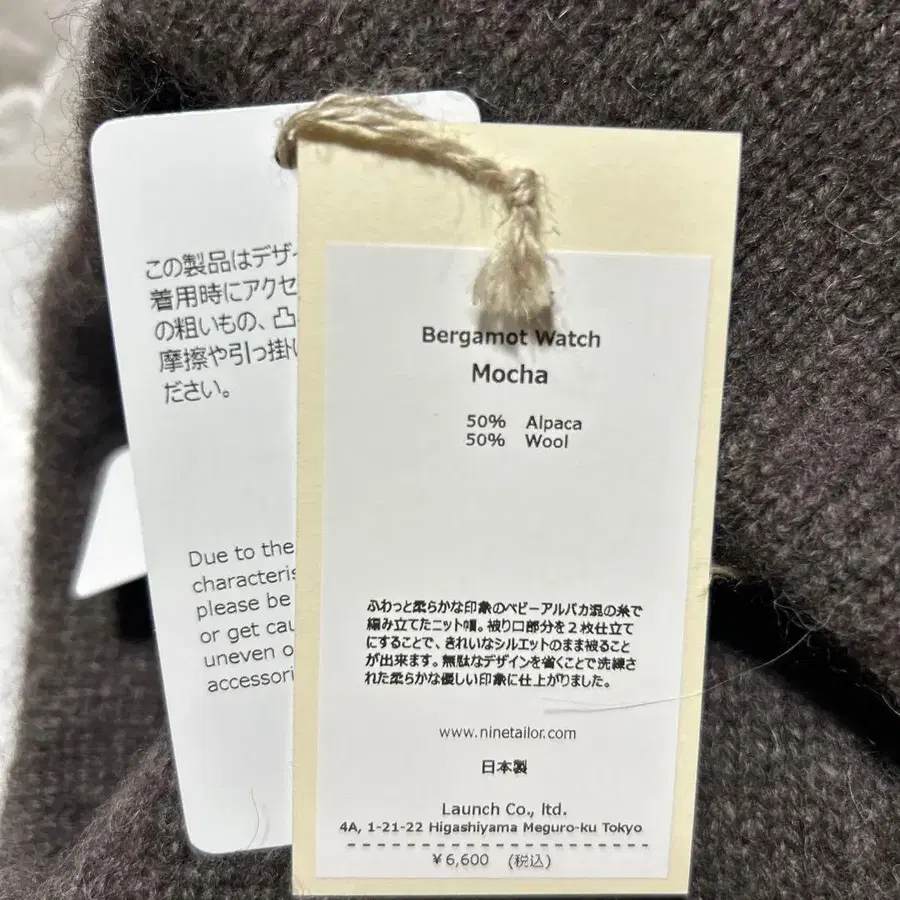 この製品はデザ
着用時にアクセ
の粗いもの、凸
摩擦や引っ掛
ださい。
Due to the
characteris
please be
or get cau
uneven o
accessori
Bergamot Watch
Mocha
50% Alpaca
50% Wool
ふわっと柔らかな印象のベビーアルパカ混の糸で
編み立てたニット帽。被り口部分を２枚仕立て
にすることで、きれいなシルエットのまま被ること
が出来ます。無駄なデザインを省くことで洗練さ
れた柔らかな優しい印象に仕上がりました。
www.ninetailor.com
日本製
Launch Co., ltd.
4A, 1-21-22 Higashiyama Meguro-ku Tokyo
¥6,600 (税込)